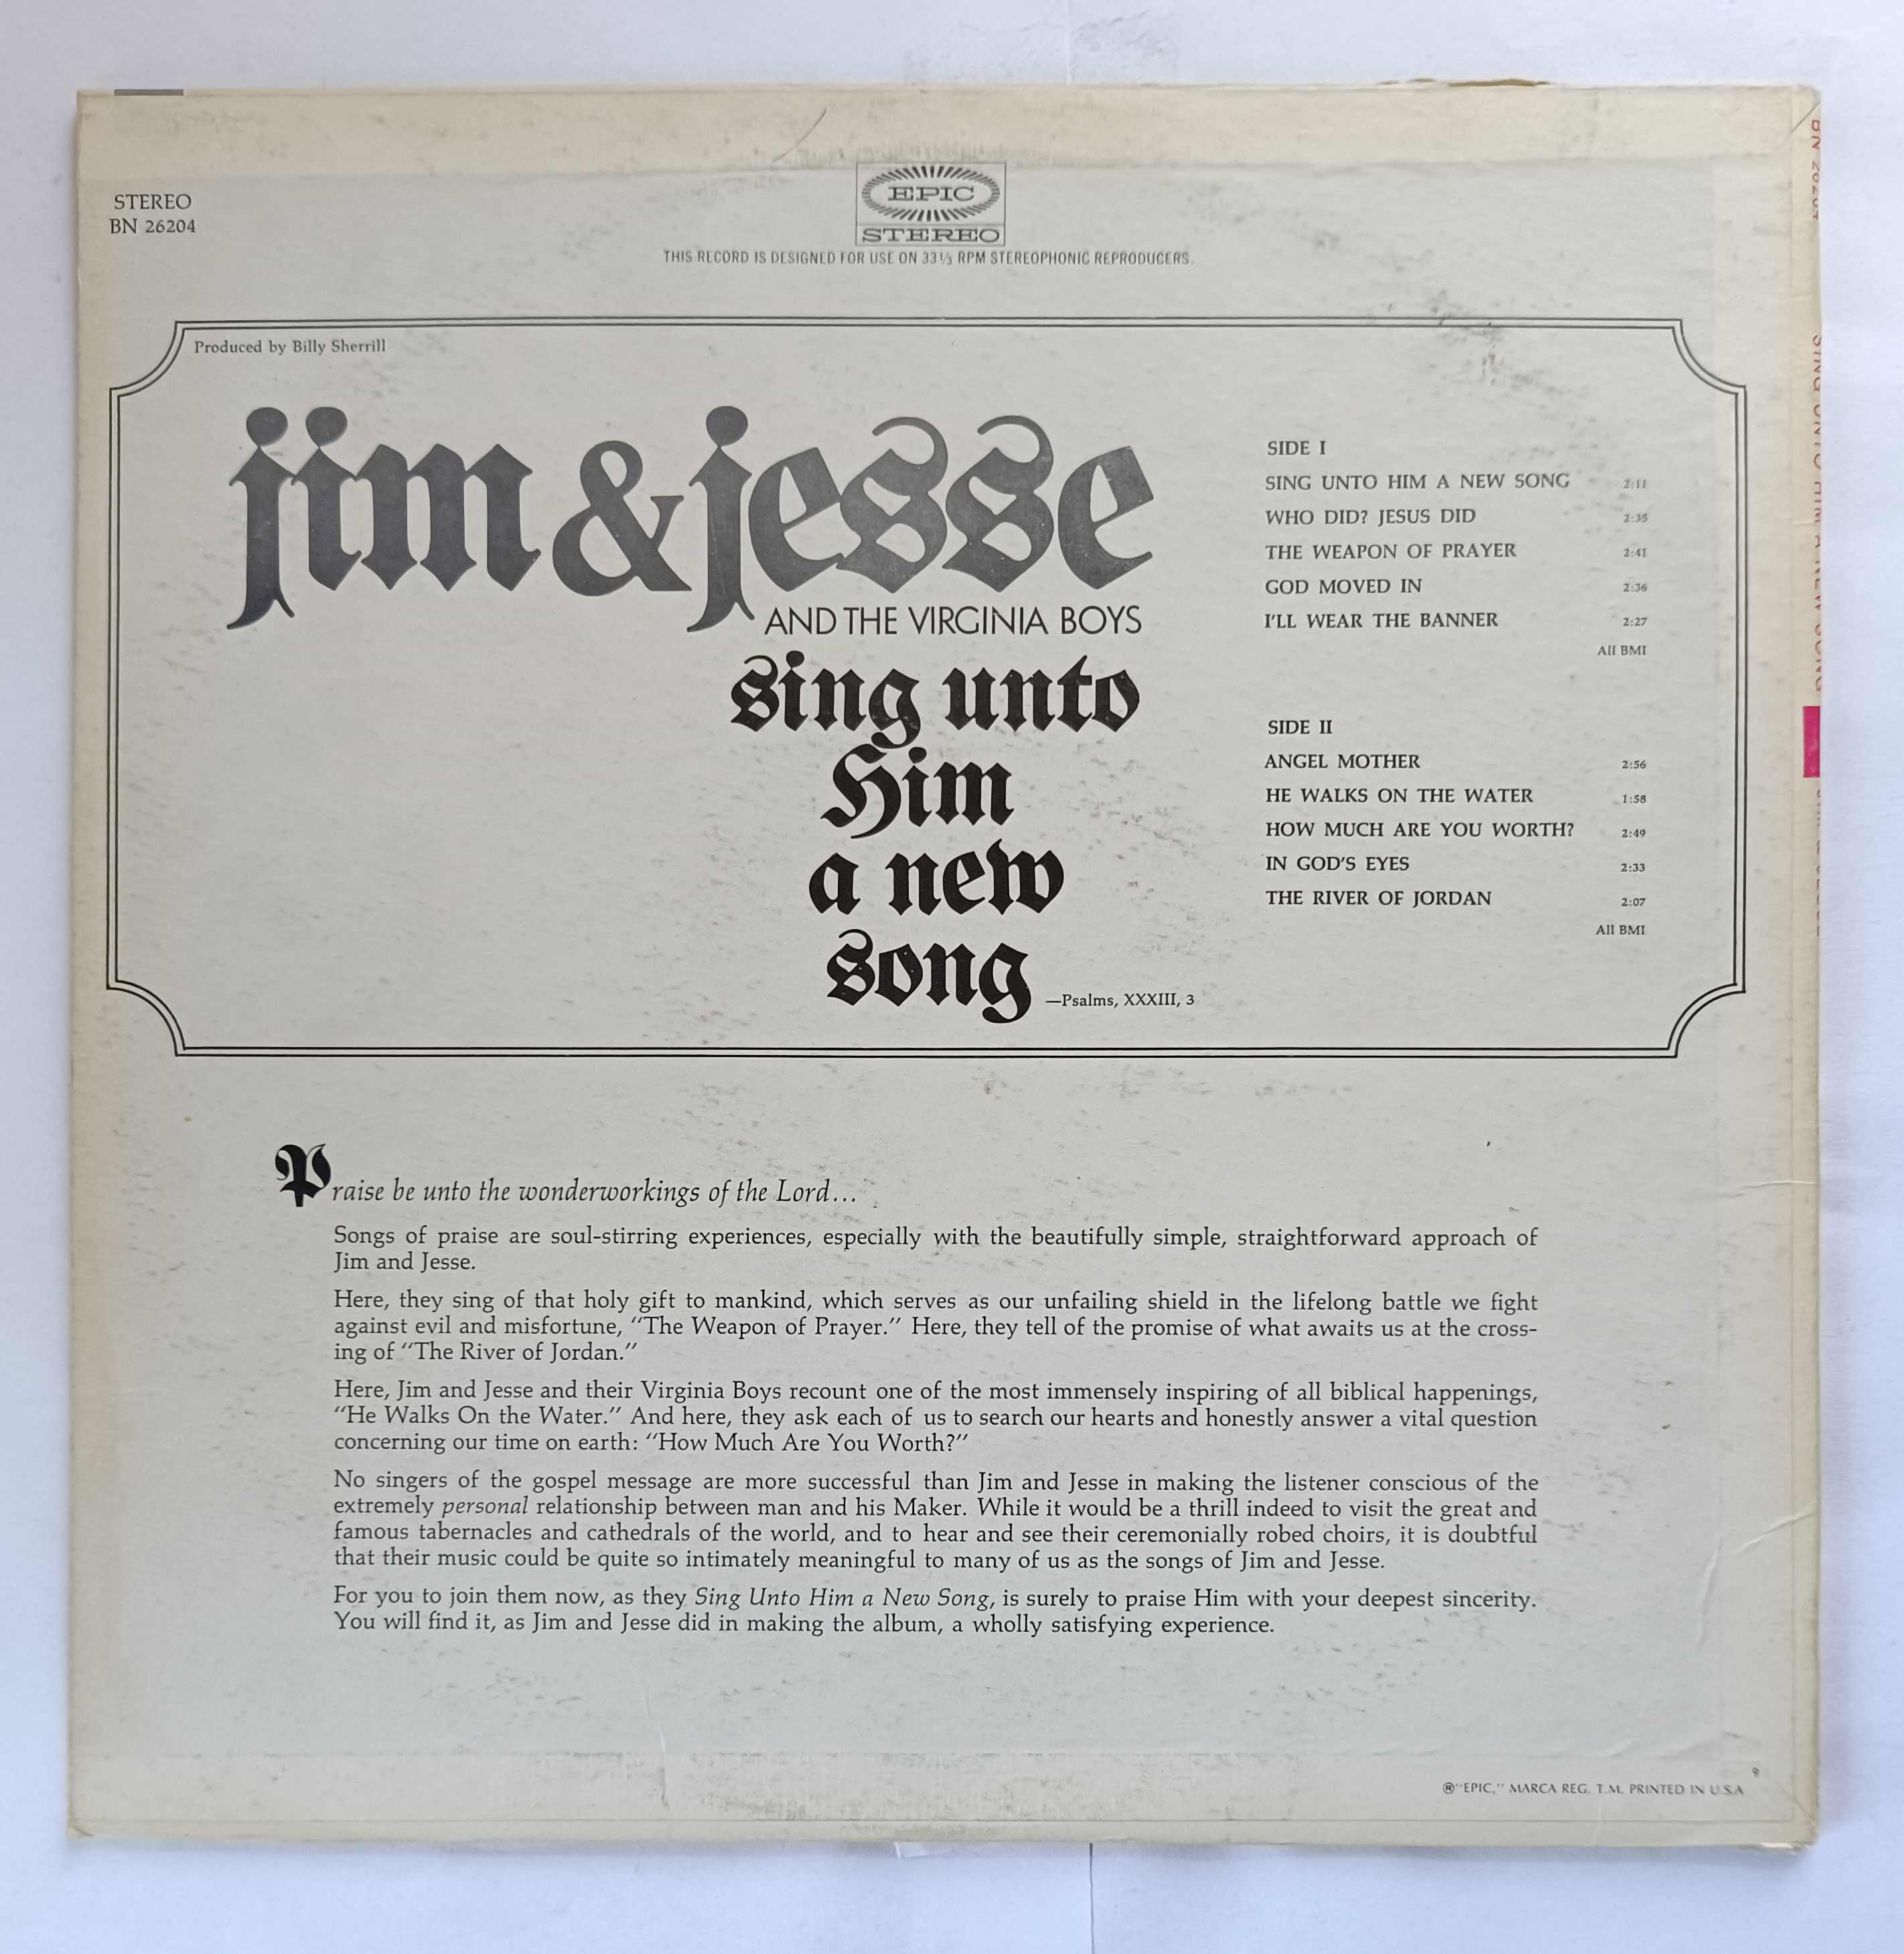 STEREO
BN 26204
EPIC
STEREO
THIS RECORD IS DESIGNED FOR USE ON 33⅓ RPM STEREOPHONIC REPRODUCERS.
Produced by Billy Sherrill
jim & jesse
AND THE VIRGINIA BOYS
sing unto
Him
a new
song
—Psalms, XXXIII, 3
SIDE I
SING UNTO HIM A NEW SONG 2:11
WHO DID? JESUS DID 2:35
THE WEAPON OF PRAYER 2:41
GOD MOVED IN 2:36
I'LL WEAR THE BANNER 2:27
All BMI
SIDE II
ANGEL MOTHER 2:56
HE WALKS ON THE WATER 1:58
HOW MUCH ARE YOU WORTH? 2:49
IN GOD'S EYES 2:33
THE RIVER OF JORDAN 2:07
All BMI
Praise be unto the wonderworkings of the Lord...
Songs of praise are soul-stirring experiences, especially with the beautifully simple, straightforward approach of
Jim and Jesse.
Here, they sing of that holy gift to mankind, which serves as our unfailing shield in the lifelong battle we fight
against evil and misfortune, "The Weapon of Prayer." Here, they tell of the promise of what awaits us at the cross-
ing of "The River of Jordan."
Here, Jim and Jesse and their Virginia Boys recount one of the most immensely inspiring of all biblical happenings,
"He Walks On the Water." And here, they ask each of us to search our hearts and honestly answer a vital question
concerning our time on earth: "How Much Are You Worth?"
No singers of the gospel message are more successful than Jim and Jesse in making the listener conscious of the
extremely personal relationship between man and his Maker. While it would be a thrill indeed to visit the great and
famous tabernacles and cathedrals of the world, and to hear and see their ceremonially robed choirs, it is doubtful
that their music could be quite so intimately meaningful to many of us as the songs of Jim and Jesse.
For you to join them now, as they Sing Unto Him a New Song, is surely to praise Him with your deepest sincerity.
You will find it, as Jim and Jesse did in making the album, a wholly satisfying experience.
®"EPIC," MARCA REG. T.M. PRINTED IN U.S.A
BN 26204 SING UNTO HIM A NEW SONG